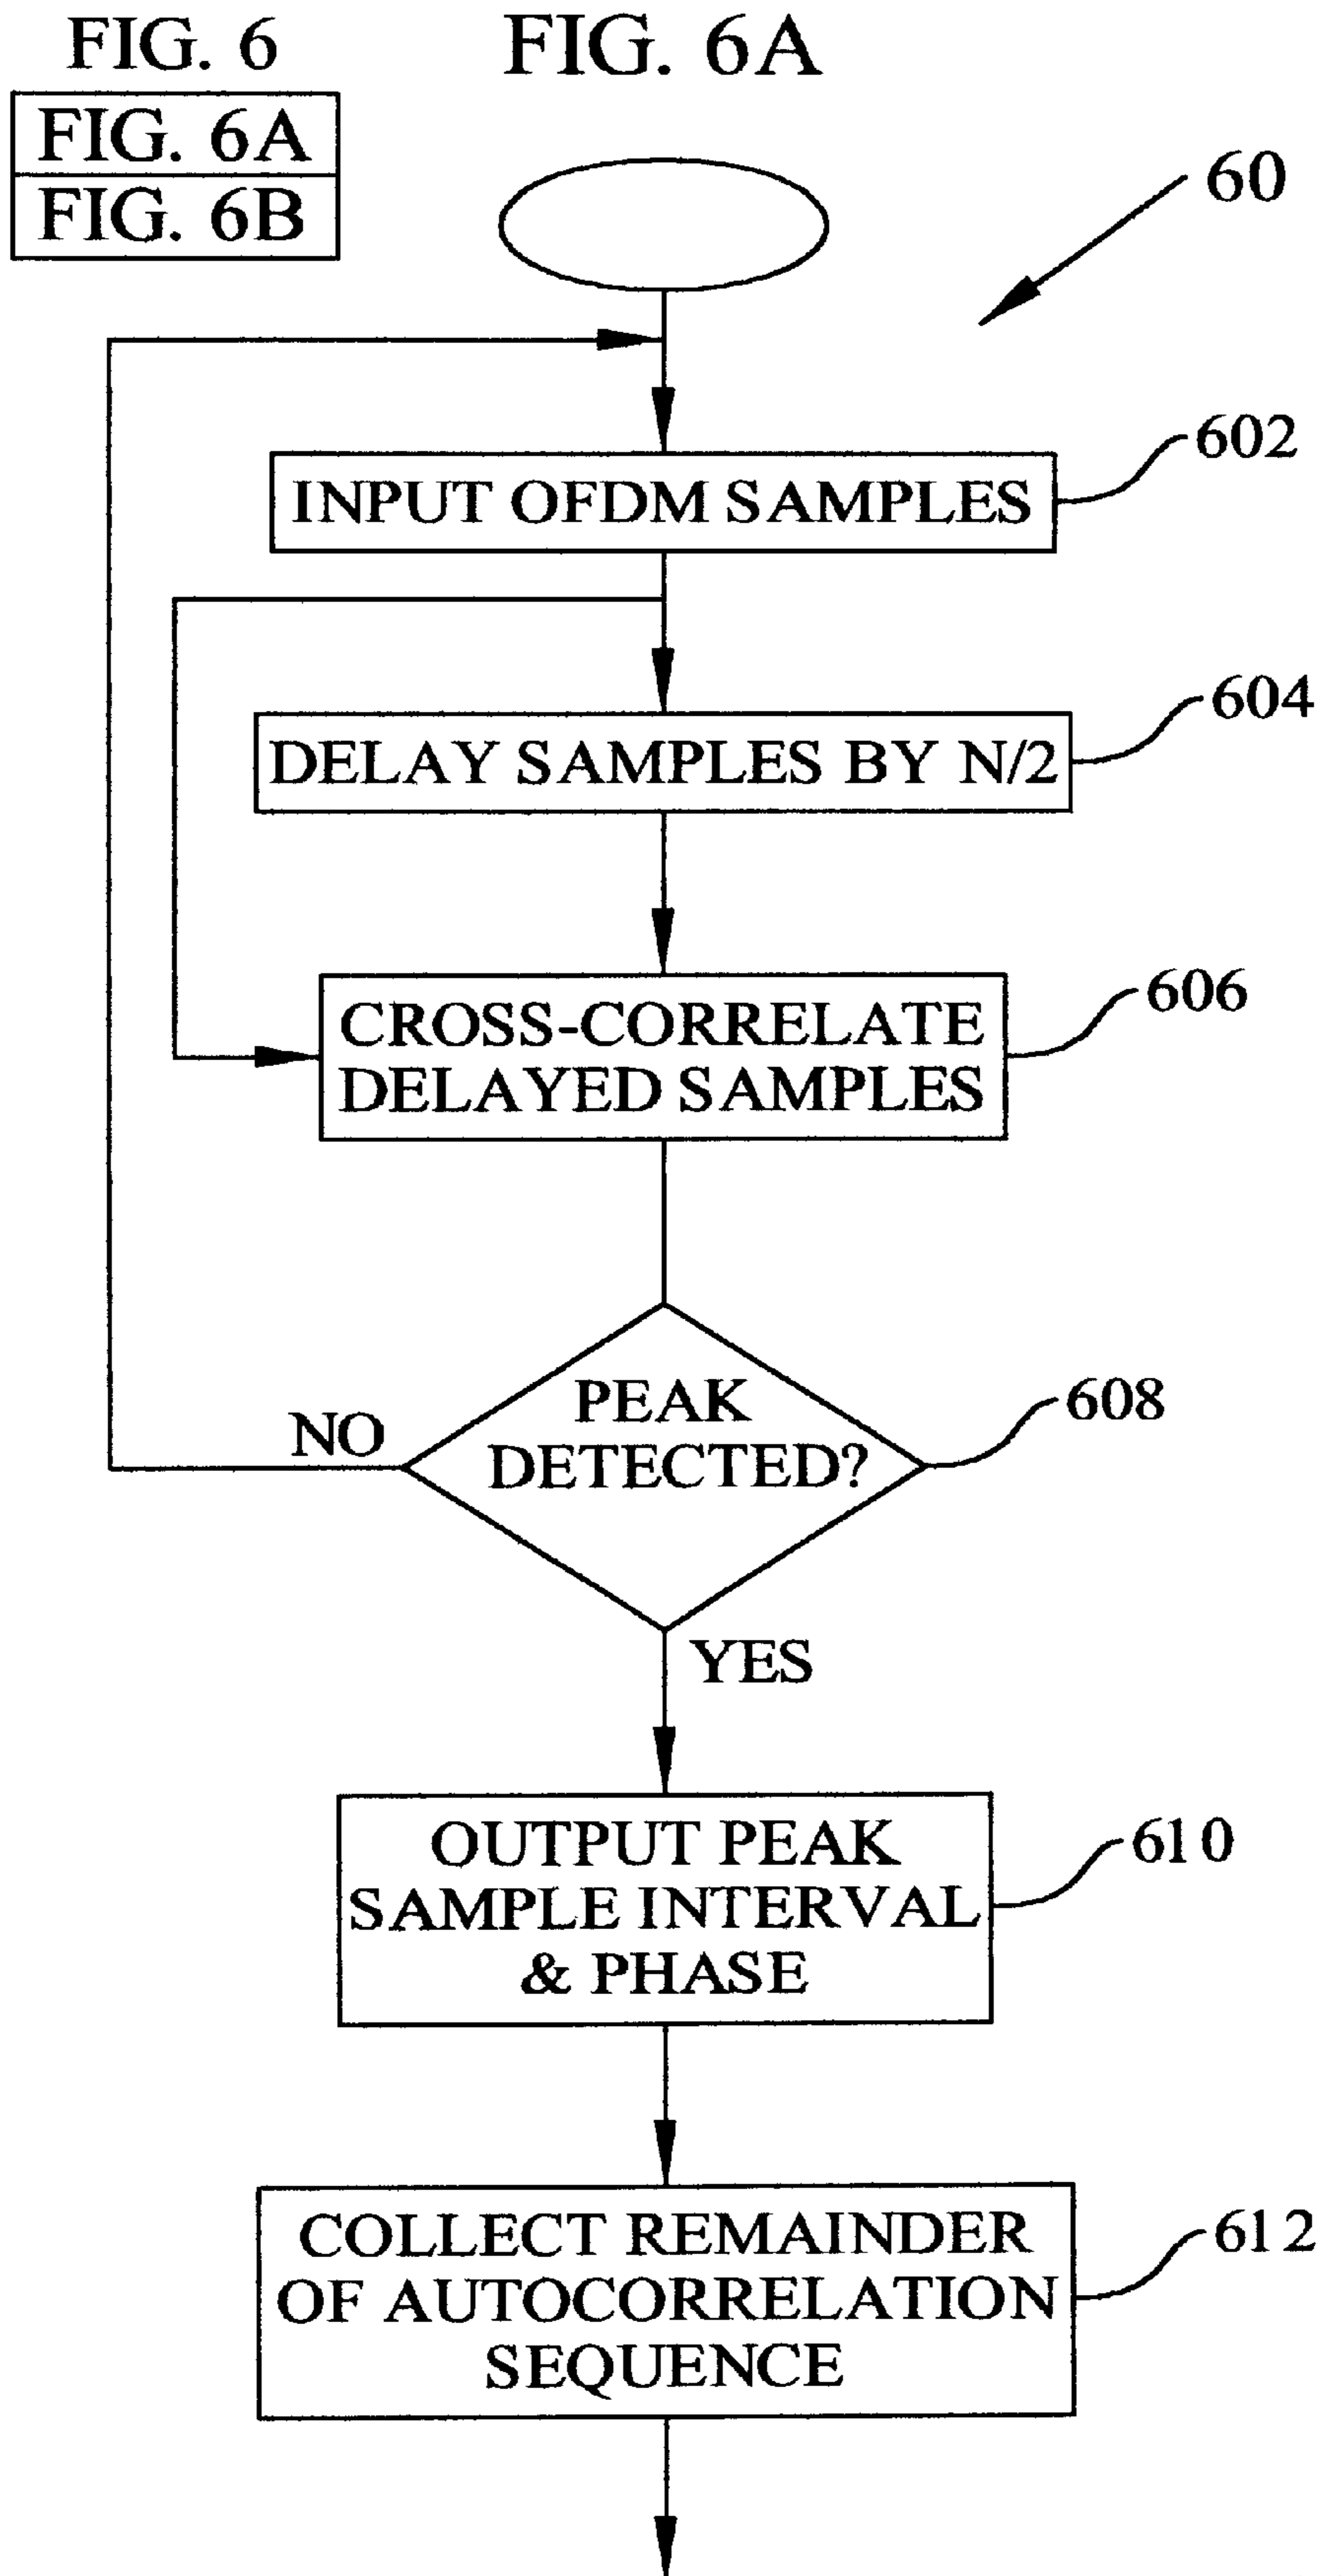 FIG. 6
FIG. 6A
FIG. 6A
FIG. 6B
60
602
INPUT OFDM SAMPLES
604
DELAY SAMPLES BY N/2
606
CROSS-CORRELATE
DELAYED SAMPLES
608
PEAK
DETECTED?
NO
YES
610
OUTPUT PEAK
SAMPLE INTERVAL
& PHASE
612
COLLECT REMAINDER
OF AUTOCORRELATION
SEQUENCE